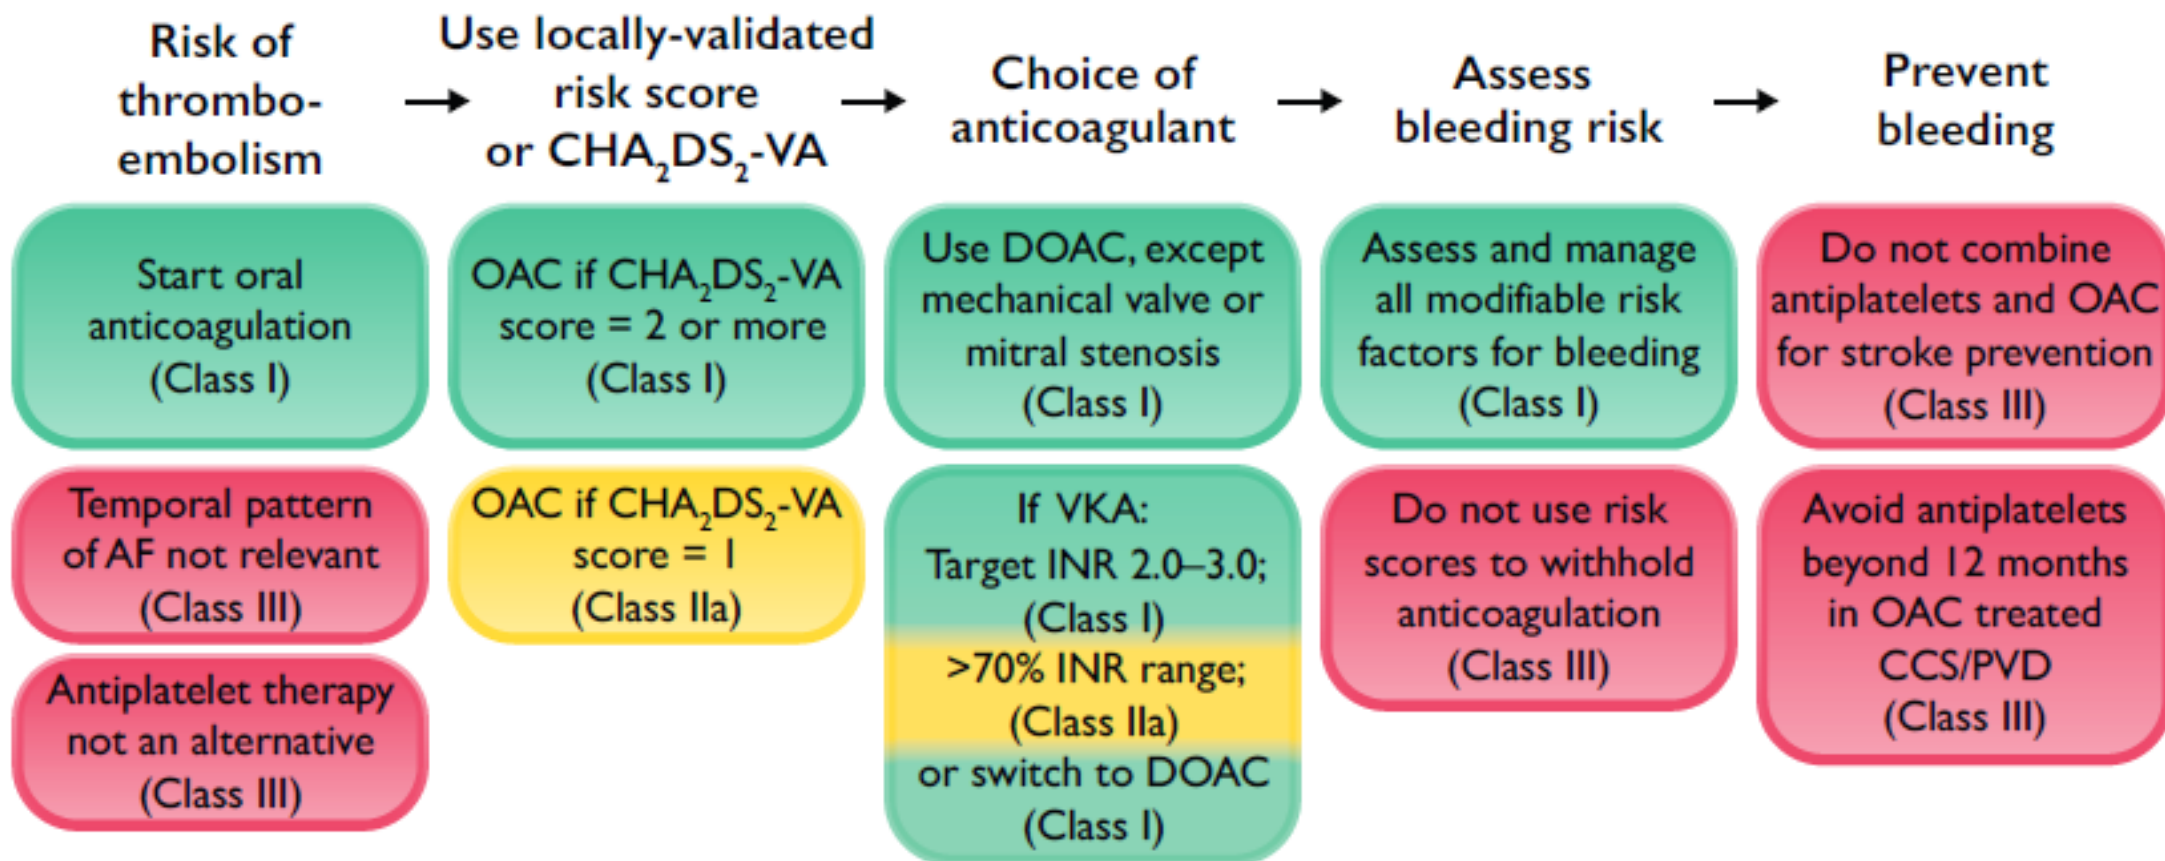 Risk of
thrombo-
embolism
Use locally-validated
risk score
or CHA₂DS₂-VA
Choice of
anticoagulant
Assess
bleeding risk
Prevent
bleeding
Start oral
anticoagulation
(Class I)
OAC if CHA₂DS₂-VA
score = 2 or more
(Class I)
Use DOAC, except
mechanical valve or
mitral stenosis
(Class I)
Assess and manage
all modifiable risk
factors for bleeding
(Class I)
Do not combine
antiplatelets and OAC
for stroke prevention
(Class III)
Temporal pattern
of AF not relevant
(Class III)
OAC if CHA₂DS₂-VA
score = 1
(Class IIa)
If VKA:
Target INR 2.0–3.0;
(Class I)
>70% INR range;
(Class IIa)
or switch to DOAC
(Class I)
Do not use risk
scores to withhold
anticoagulation
(Class III)
Avoid antiplatelets
beyond 12 months
in OAC treated
CCS/PVD
(Class III)
Antiplatelet therapy
not an alternative
(Class III)